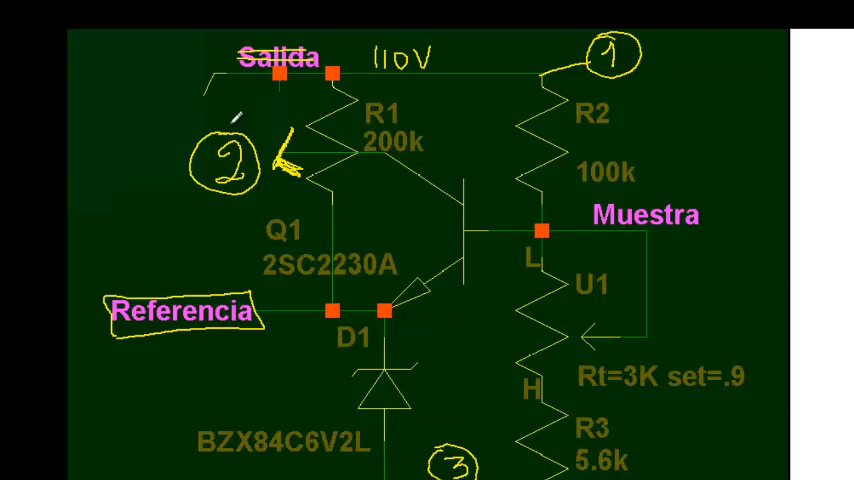 Salida
110V
1
R1
200k
R2
2
100k
Muestra
Q1
2SC2230A
L
U1
Referencia
D1
Rt=3K set=.9
H
BZX84C6V2L
R3
5.6k
3